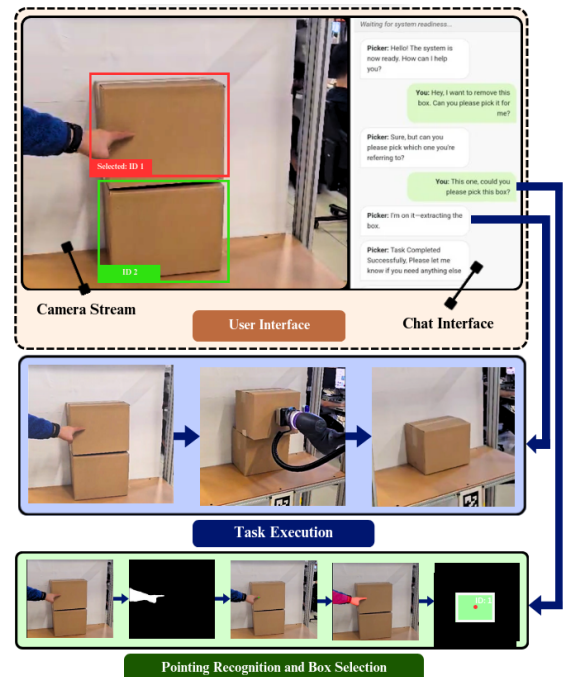 Waiting for system readiness...
Picker: Hello! The system is
now ready. How can I help
you?
You: Hey, I want to remove this
box. Can you please pick it for
me?
Picker: Sure, but can you
please pick which one you're
referring to?
You: This one, could you
please pick this box?
Picker: I'm on it—extracting the
box.
Picker: Task Completed
Successfully, Please let me
know if you need anything else
Selected: ID 1
ID 2
Camera Stream
User Interface
Chat Interface
Task Execution
Pointing Recognition and Box Selection